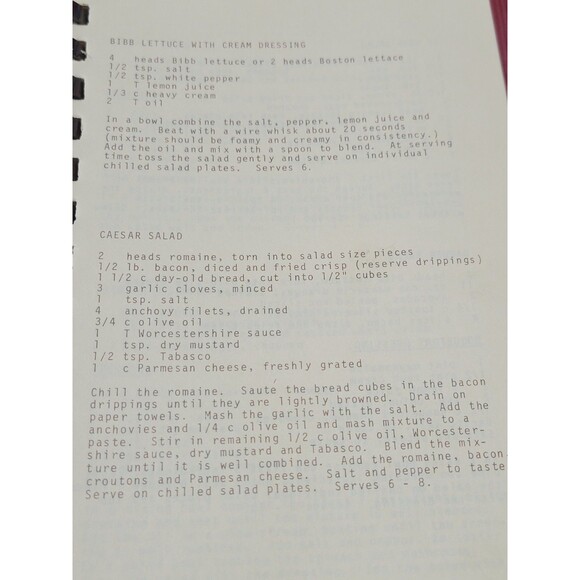 BIBB LETTUCE WITH CREAM DRESSING
4 heads Bibb lettuce or 2 heads Boston lettace
1/2 tsp. salt
1/2 tsp. white pepper
1 T lemon juice
1/3 c heavy cream
2 T oil
In a bowl combine the salt, pepper, lemon juice and
cream. Beat with a wire whisk about 20 seconds
(mixture should be foamy and creamy in consistency.)
Add the oil and mix with a spoon to blend. At serving
time toss the salad gently and serve on individual
chilled salad plates. Serves 6.
CAESAR SALAD
2 heads romaine, torn into salad size pieces
1/2 lb. bacon, diced and fried crisp (reserve drippings)
1 1/2 c day-old bread, cut into 1/2" cubes
3 garlic cloves, minced
1 tsp. salt
4 anchovy filets, drained
3/4 c olive oil
1 T Worcestershire sauce
1 tsp. dry mustard
1/2 tsp. Tabasco
1 c Parmesan cheese, freshly grated
Chill the romaine. Saute the bread cubes in the bacon
drippings until they are lightly browned. Drain on
paper towels. Mash the garlic with the salt. Add the
anchovies and 1/4 c olive oil and mash mixture to a
paste. Stir in remaining 1/2 c olive oil, Worcester-
shire sauce, dry mustard and Tabasco. Blend the mix-
ture until it is well combined. Add the romaine, bacon
croutons and Parmesan cheese. Salt and pepper to taste
Serve on chilled salad plates. Serves 6 - 8.